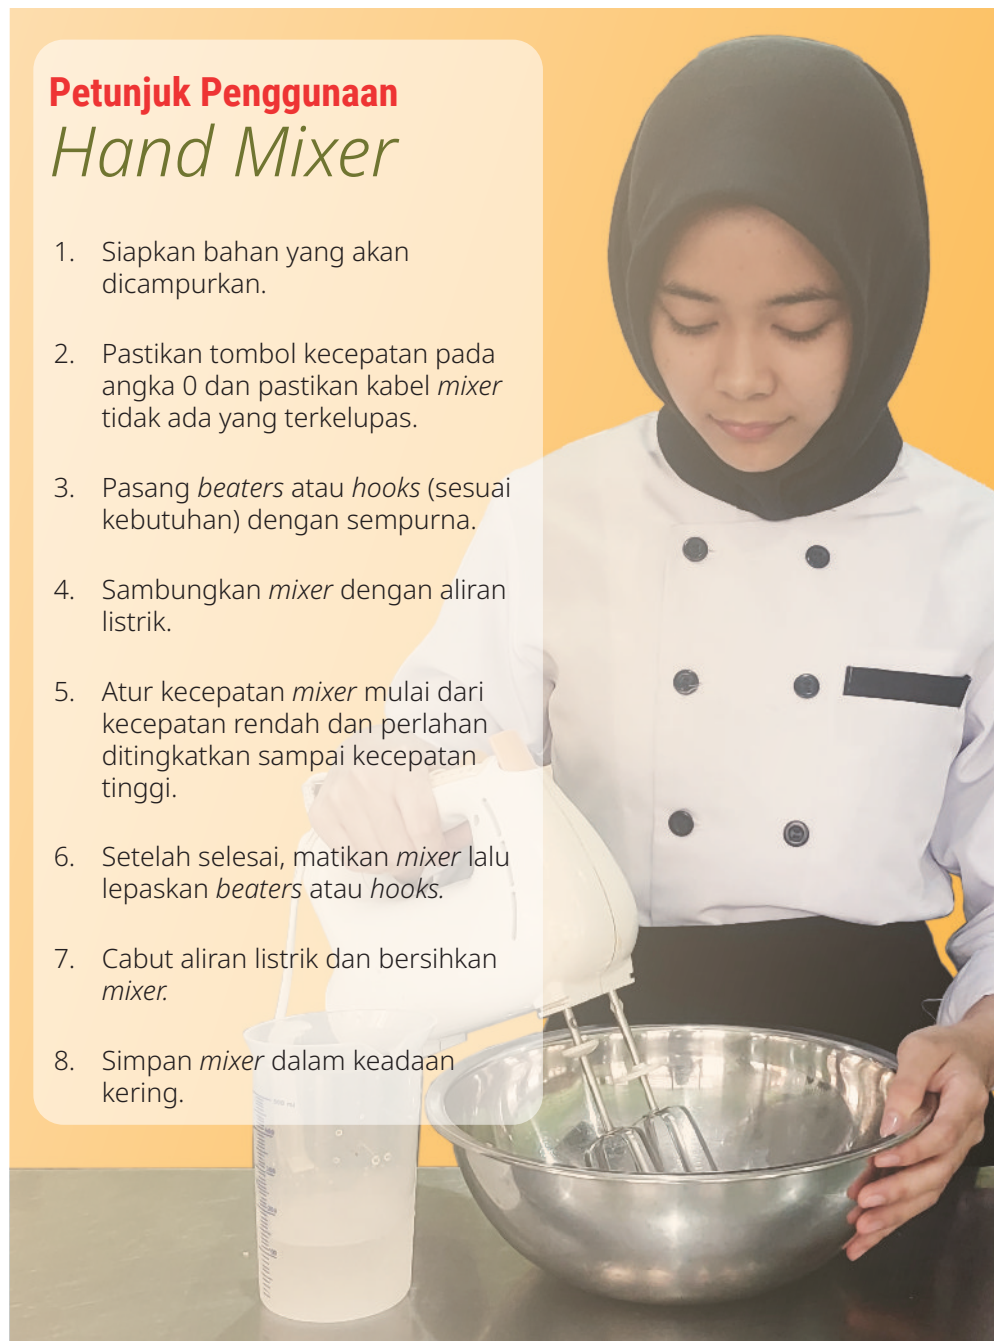 Petunjuk Penggunaan
Hand Mixer
1. Siapkan bahan yang akan
dicampurkan.
2. Pastikan tombol kecepatan pada
angka 0 dan pastikan kabel mixer
tidak ada yang terkelupas.
3. Pasang beaters atau hooks (sesuai
kebutuhan) dengan sempurna.
4. Sambungkan mixer dengan aliran
listrik.
5. Atur kecepatan mixer mulai dari
kecepatan rendah dan perlahan
ditingkatkan sampai kecepatan
tinggi.
6. Setelah selesai, matikan mixer lalu
lepaskan beaters atau hooks.
7. Cabut aliran listrik dan bersihkan
mixer.
8. Simpan mixer dalam keadaan
kering.